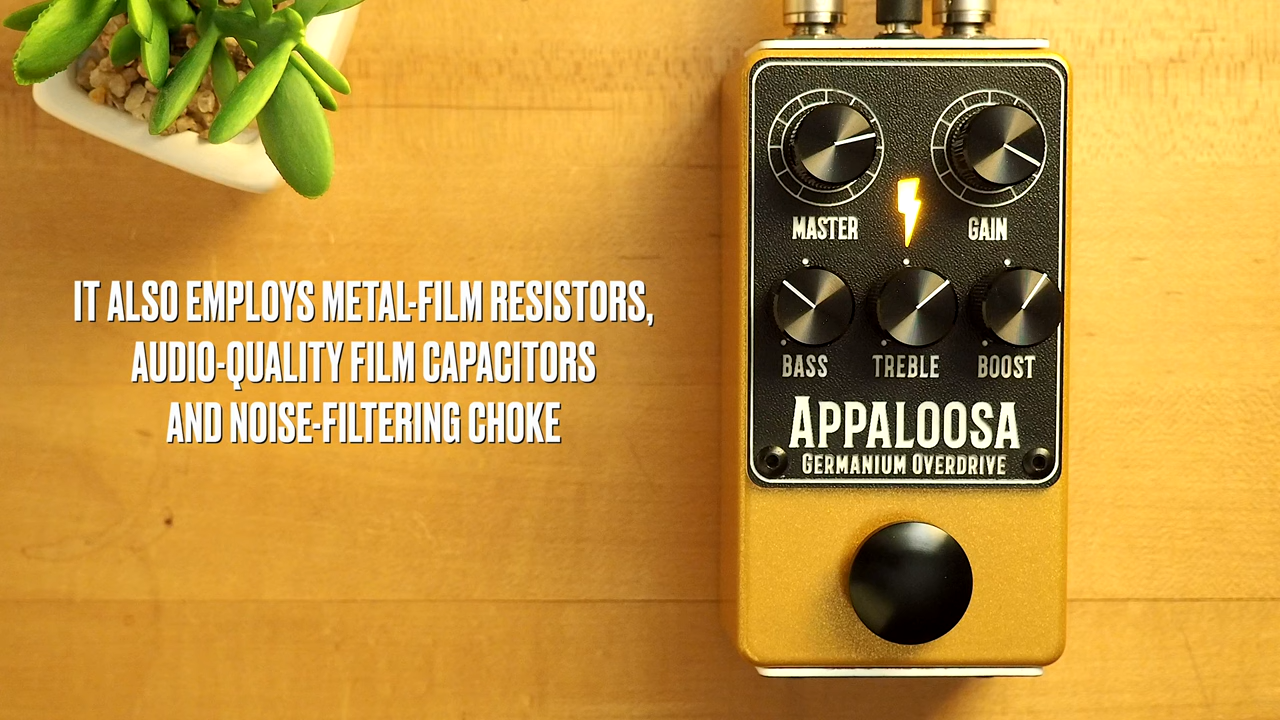 IT ALSO EMPLOYS METAL-FILM RESISTORS,
AUDIO-QUALITY FILM CAPACITORS
AND NOISE-FILTERING CHOKE
MASTER GAIN
BASS TREBLE BOOST
APPALOOSA
GERMANIUM OVERDRIVE